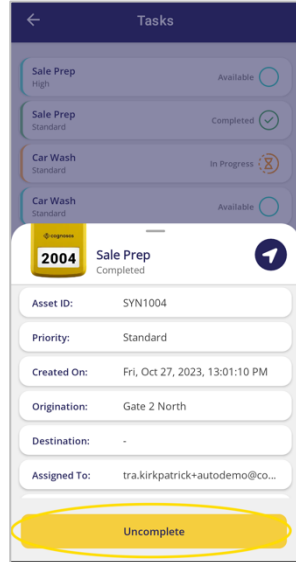 Tasks
Sale Prep
High
Available
Sale Prep
Standard
Completed
Car Wash
Standard
In Progress
Car Wash
Standard
Available
cognosos
2004
Sale Prep
Completed
Asset ID: SYN1004
Priority: Standard
Created On: Fri, Oct 27, 2023, 13:01:10 PM
Origination: Gate 2 North
Destination: -
Assigned To: tra.kirkpatrick+autodemo@co...
Uncomplete